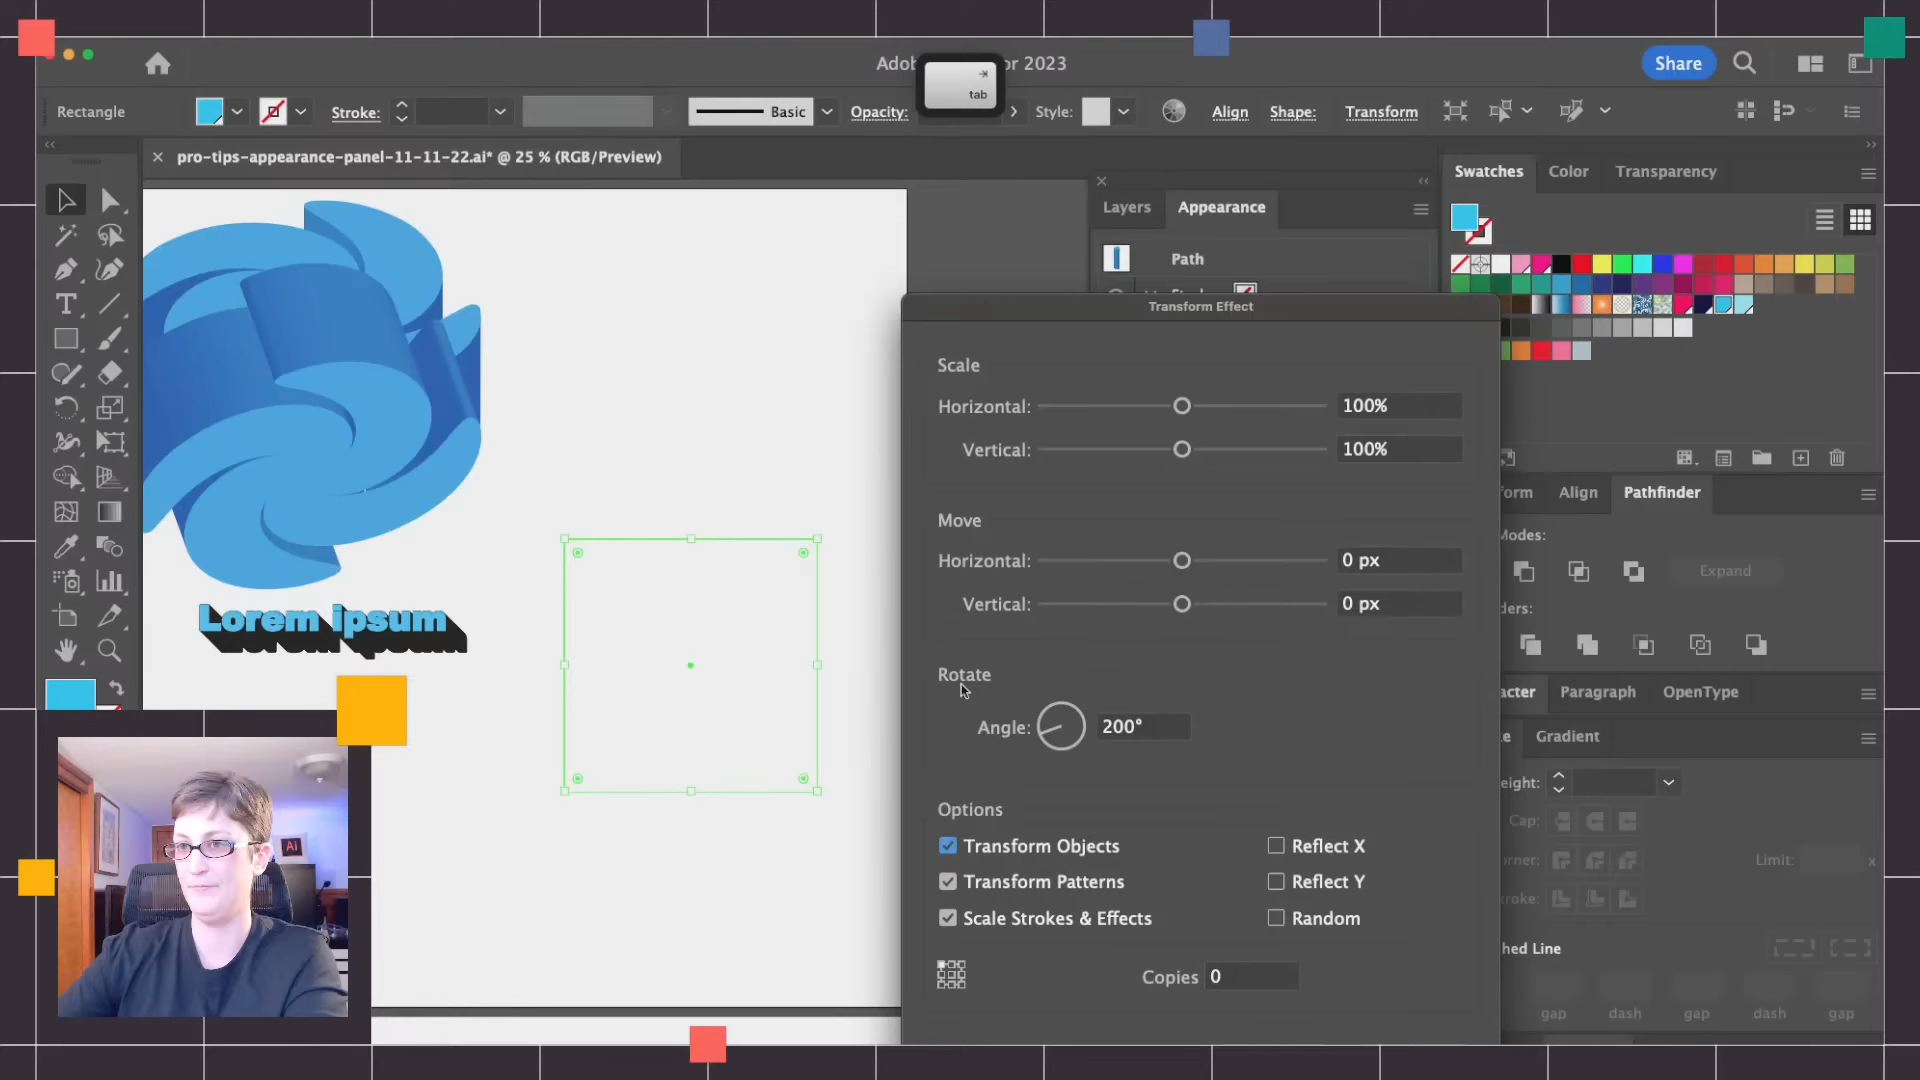 Adob
or 2023
tab
Share
Rectangle
Stroke:
Basic
Opacity:
Style:
Align
Shape:
Transform
pro-tips-appearance-panel-11-11-22.ai* @ 25 % (RGB/Preview)
Layers
Appearance
Path
Swatches
Color
Transparency
Transform Effect
Scale
Horizontal:
100%
Vertical:
100%
Move
Horizontal:
0 px
Vertical:
0 px
Rotate
Angle:
200°
Options
Transform Objects
Reflect X
Transform Patterns
Reflect Y
Scale Strokes & Effects
Random
Copies
0
form
Align
Pathfinder
Modes:
Expand
ders:
acter
Paragraph
OpenType
e
Gradient
eight:
Cap:
orner:
Limit:
x
roke:
hed Line
gap
dash
gap
dash
gap
Lorem ipsum
Ai